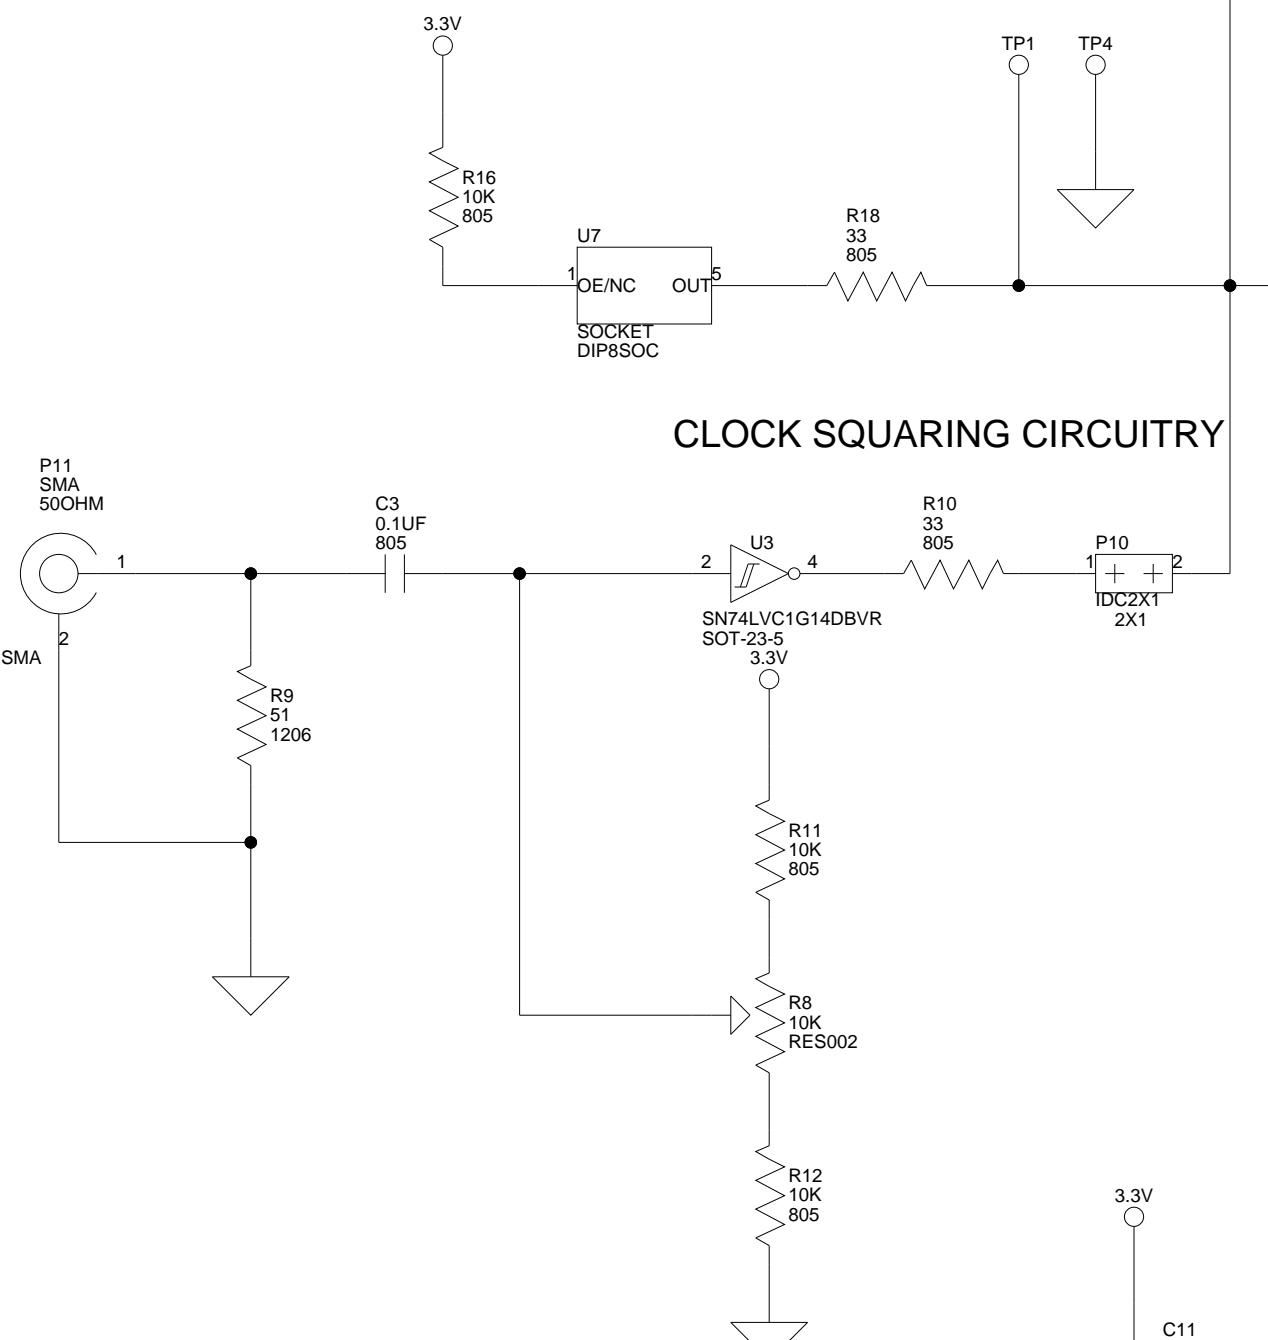 3.3V
TP1
TP4
R16
10K
805
R18
33
805
U7
1
OE/NC
OUT
5
SOCKET
DIP8SOC
CLOCK SQUARING CIRCUITRY
P11
SMA
50OHM
1
2
SMA
C3
0.1UF
805
R9
51
1206
2
U3
4
SN74LVC1G14DBVR
SOT-23-5
R10
33
805
P10
1
2
IDC2X1
2X1
3.3V
R11
10K
805
R8
10K
RES002
R12
10K
805
3.3V
C11